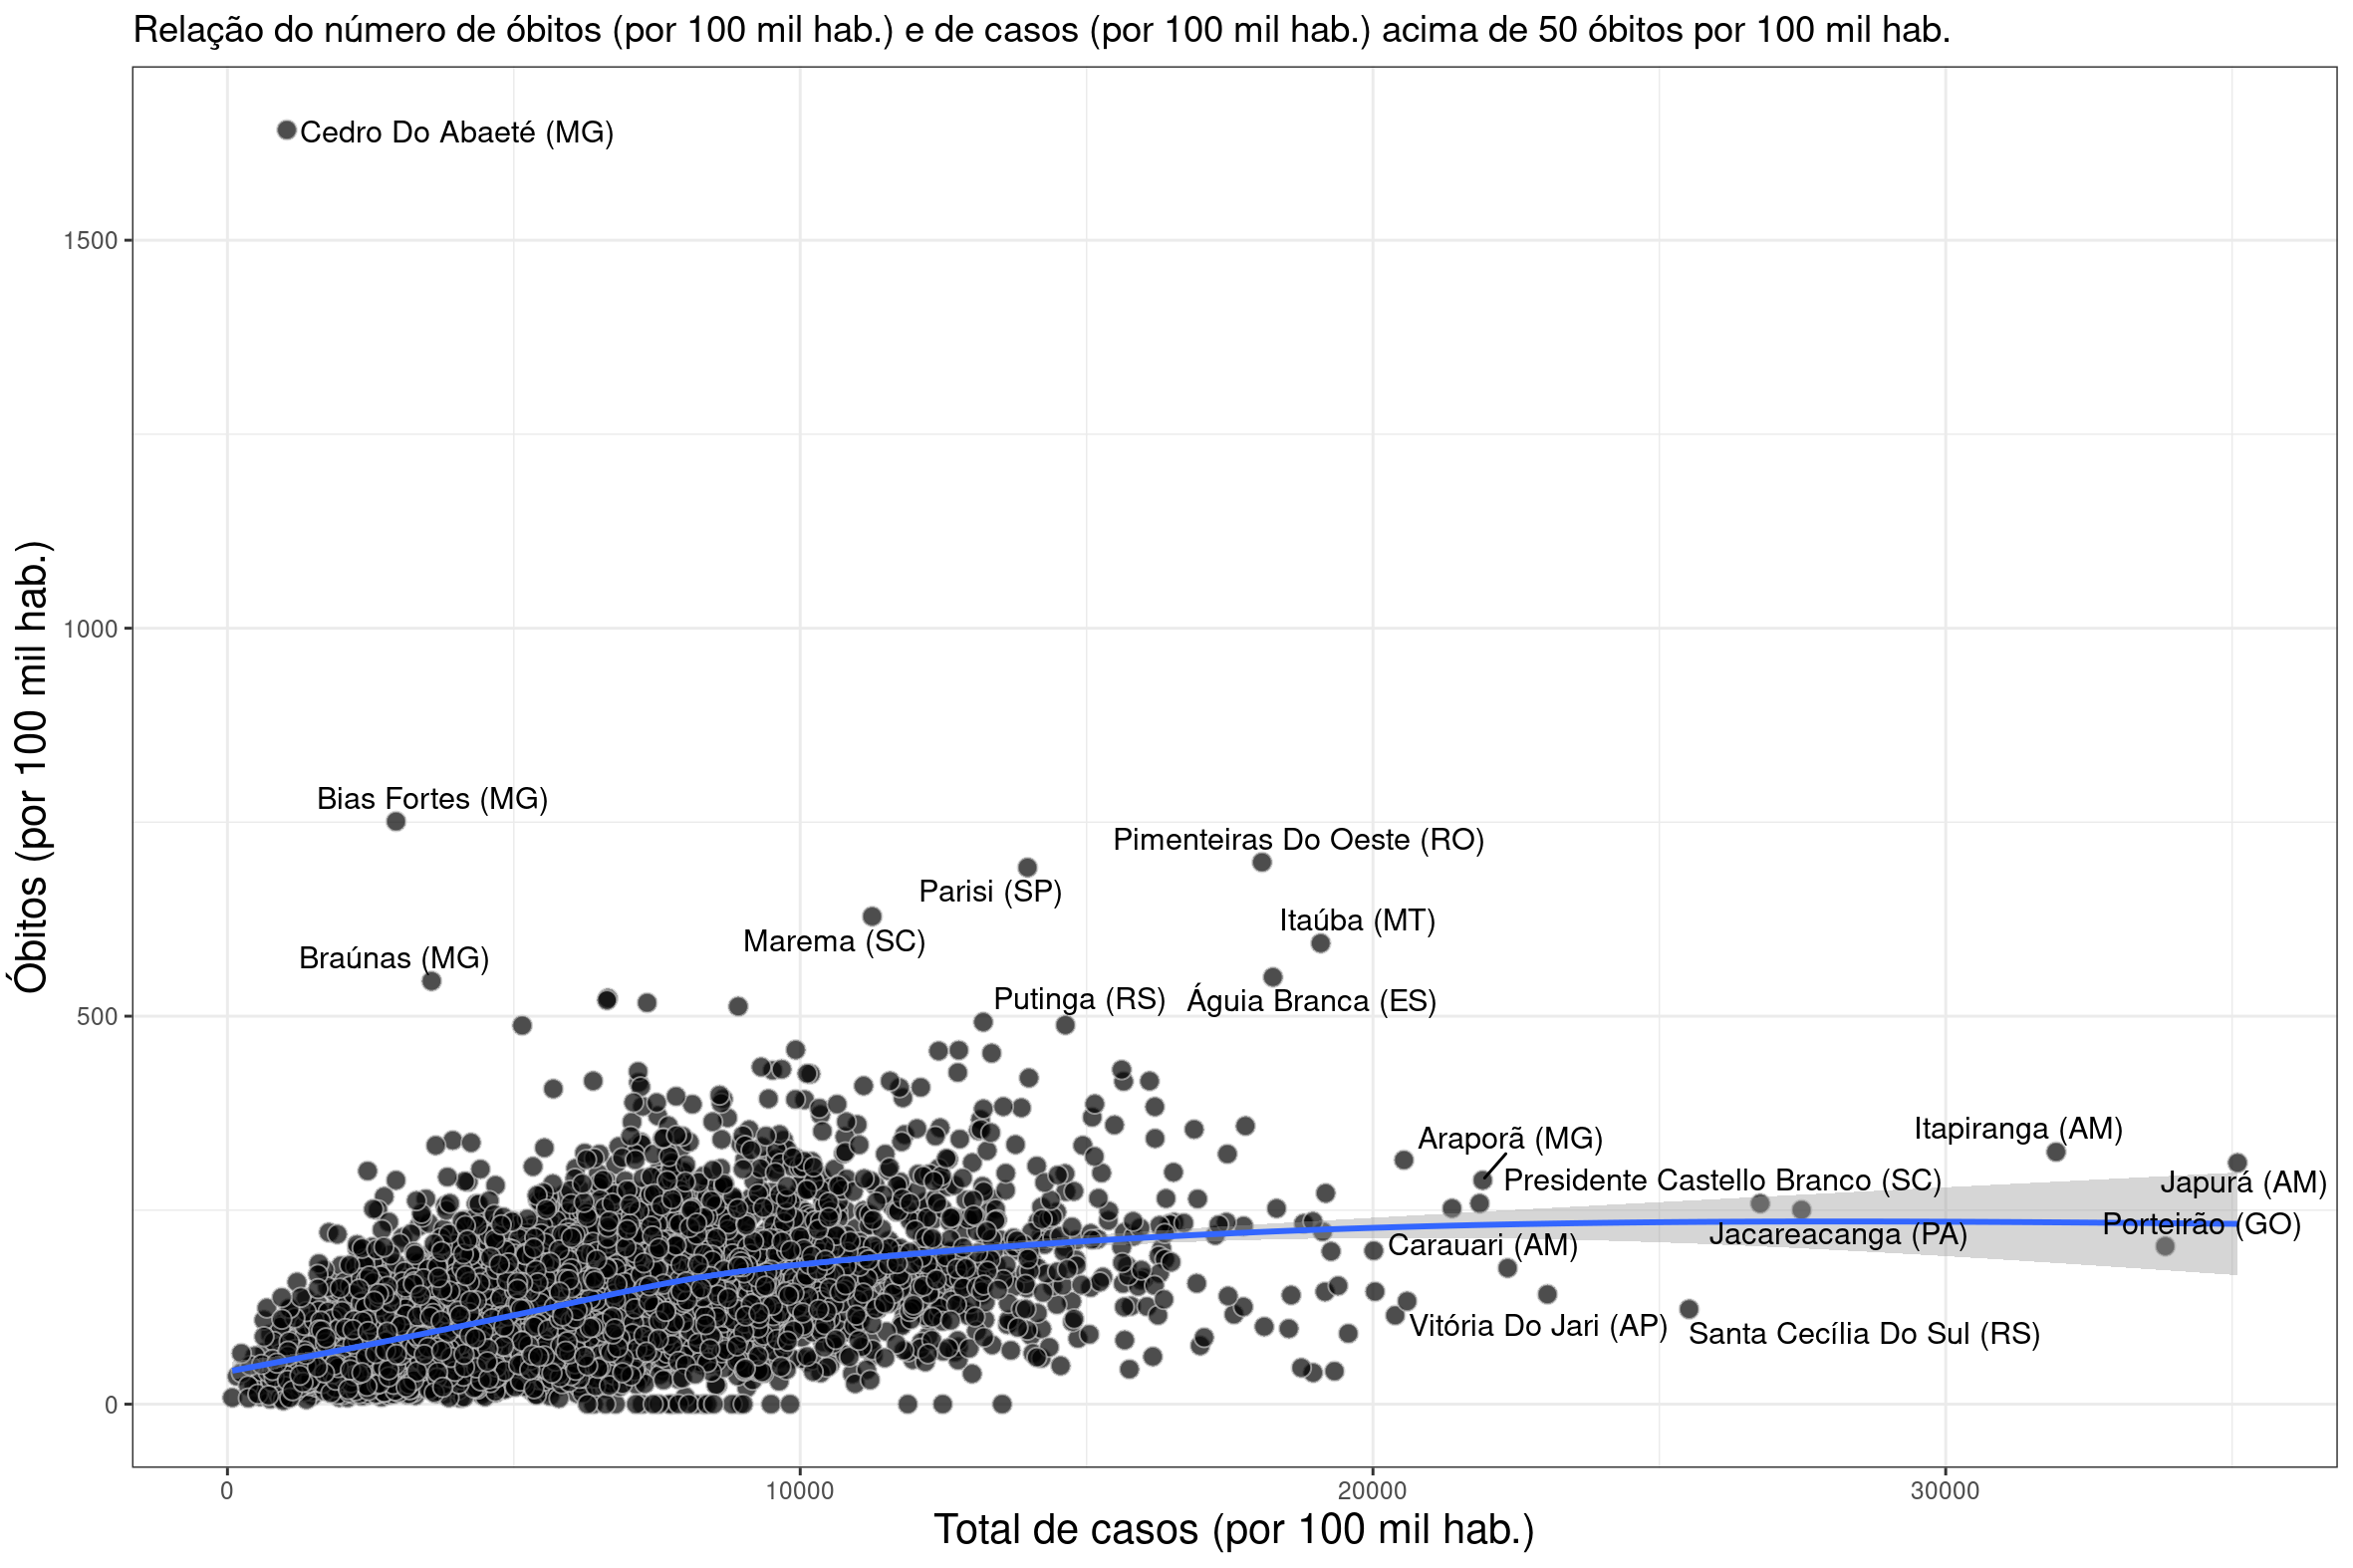 Relação do número de óbitos (por 100 mil hab.) e de casos (por 100 mil hab.) acima de 50 óbitos por 100 mil hab.
Cedro Do Abaeté (MG)
1500
1000
Bias Fortes (MG)
Pimenteiras Do Oeste (RO)
Parisi (SP)
Itaúba (MT)
Marema (SC)
Braúnas (MG)
Putinga (RS)
Águia Branca (ES)
500
Araporã (MG)
Itapiranga (AM)
Presidente Castello Branco (SC)
Japurá (AM)
Jacareacanga (PA)
Porteirão (GO)
Carauari (AM)
Vitória Do Jari (AP)
Santa Cecília Do Sul (RS)
0
Óbitos (por 100 mil hab.)
0
10000
20000
30000
Total de casos (por 100 mil hab.)